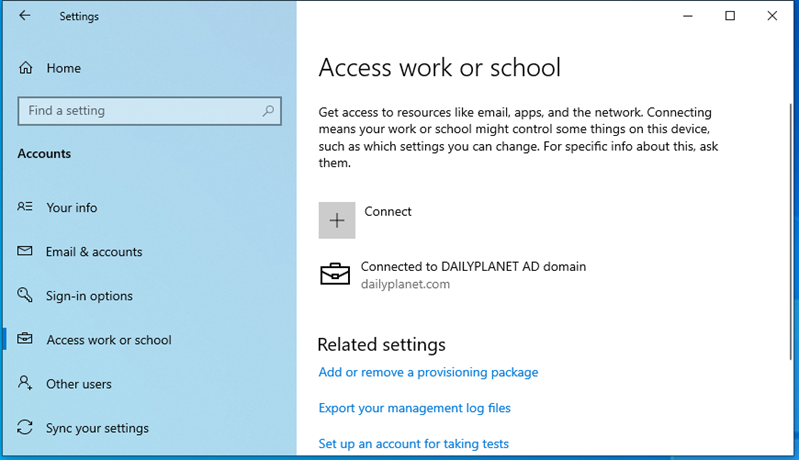 Settings
Home
Find a setting
Accounts
Your info
Email & accounts
Sign-in options
Access work or school
Other users
Sync your settings
Access work or school
Get access to resources like email, apps, and the network. Connecting
means your work or school might control some things on this device,
such as which settings you can change. For specific info about this, ask
them.
Connect
Connected to DAILYPLANET AD domain
dailyplanet.com
Related settings
Add or remove a provisioning package
Export your management log files
Set up an account for taking tests